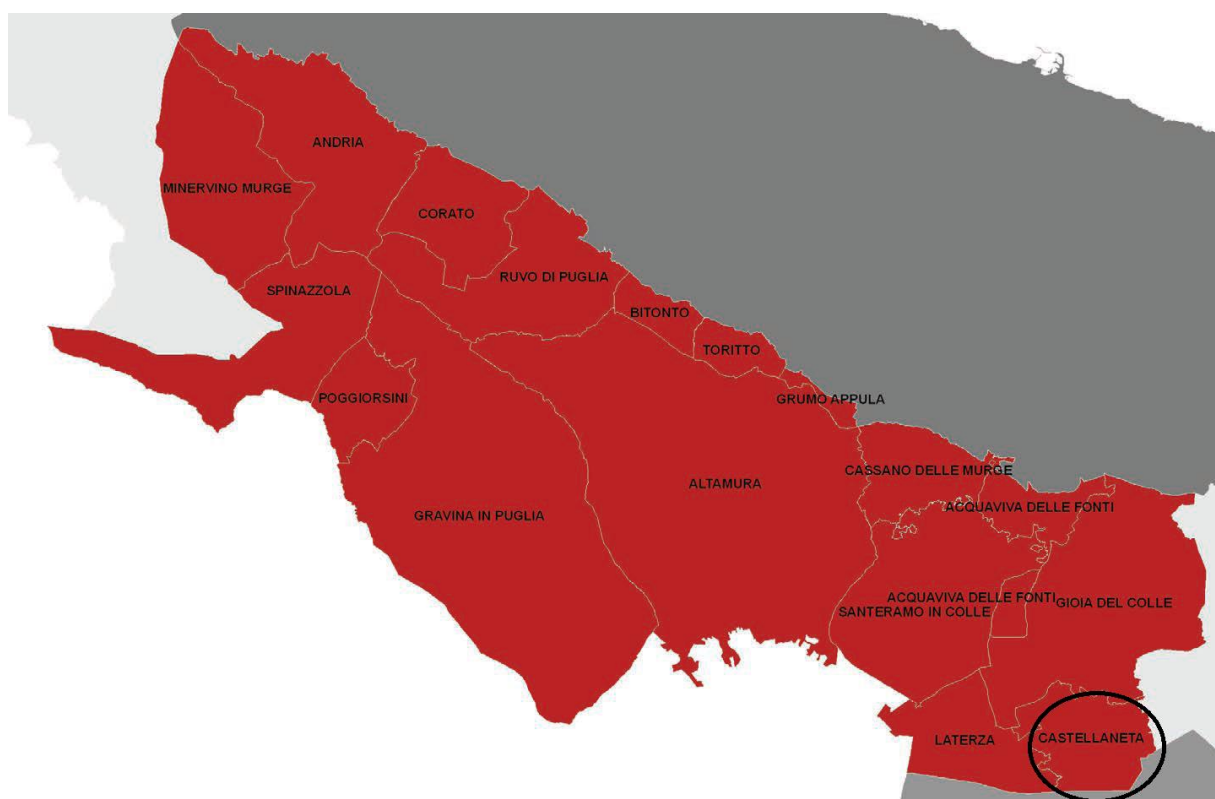 ANDRIA
MINERVINO MURGE
CORATO
RUVO DI PUGLIA
SPINAZZOLA
BITONTO
TORITTO
POGGIORSINI
GRUMO APPULA
CASSANO DELLE MURGE
ALTAMURA
ACQUAVIVA DELLE FONTI
GRAVINA IN PUGLIA
ACQUAVIVA DELLE FONTI
GIOIA DEL COLLE
SANTERAMO IN COLLE
LATERZA
CASTELLANETA